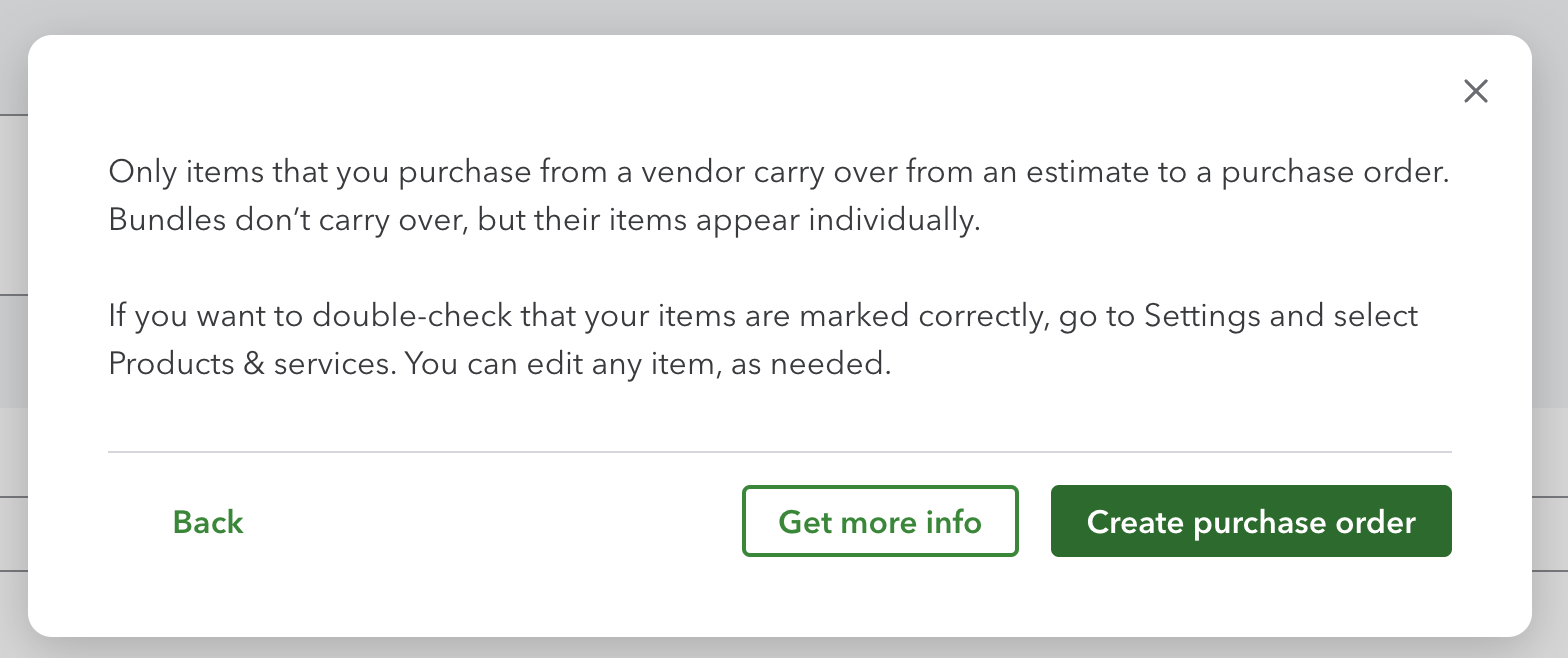 Only items that you purchase from a vendor carry over from an estimate to a purchase order.
Bundles don’t carry over, but their items appear individually.
If you want to double-check that your items are marked correctly, go to Settings and select
Products & services. You can edit any item, as needed.
Back
Get more info
Create purchase order